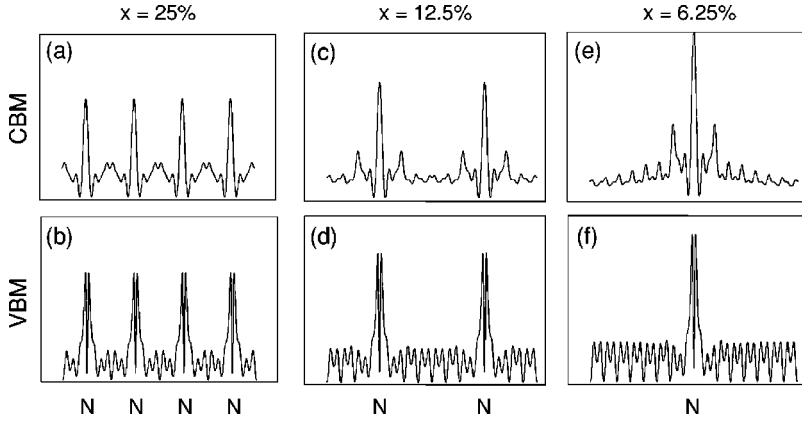 x = 25% x = 12.5% x = 6.25%
CBM (a) (c) (e)
VBM (b) (d) (f)
N N N N N N N